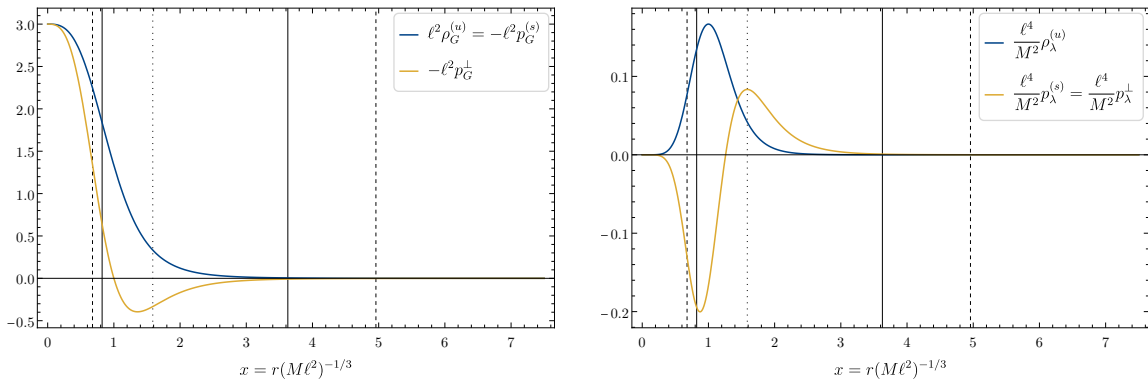 3.0
2.5
2.0
1.5
1.0
0.5
0.0
−0.5
0 1 2 3 4 5 6 7
x = r(Mℓ²)^{−1/3}
ℓ²ρ_G^{(u)} = −ℓ²p_G^{(s)}
−ℓ²p_G^⊥
0.1
0.0
−0.1
−0.2
0 1 2 3 4 5 6 7
x = r(Mℓ²)^{−1/3}
ℓ⁴/M² ρ_λ^{(u)}
ℓ⁴/M² p_λ^{(s)} = ℓ⁴/M² p_λ^⊥